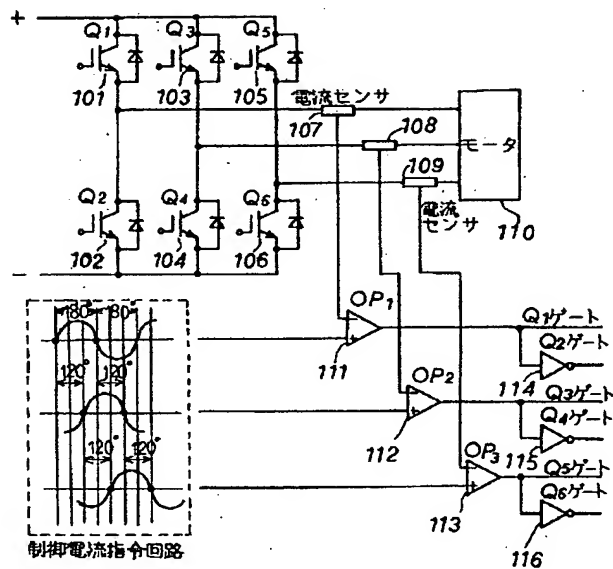 +
Q1
Q3
Q5
101
103
105
電流センサ
107
108
モータ
109
電流センサ
110
Q2
Q4
Q6
102
104
106
−
180° 180°
120° 120°
120° 120°
制御電流指令回路
OP1
111
OP2
112
OP3
113
Q1ゲート
Q2ゲート
114
Q3ゲート
Q4ゲート
115
Q5ゲート
Q6ゲート
116